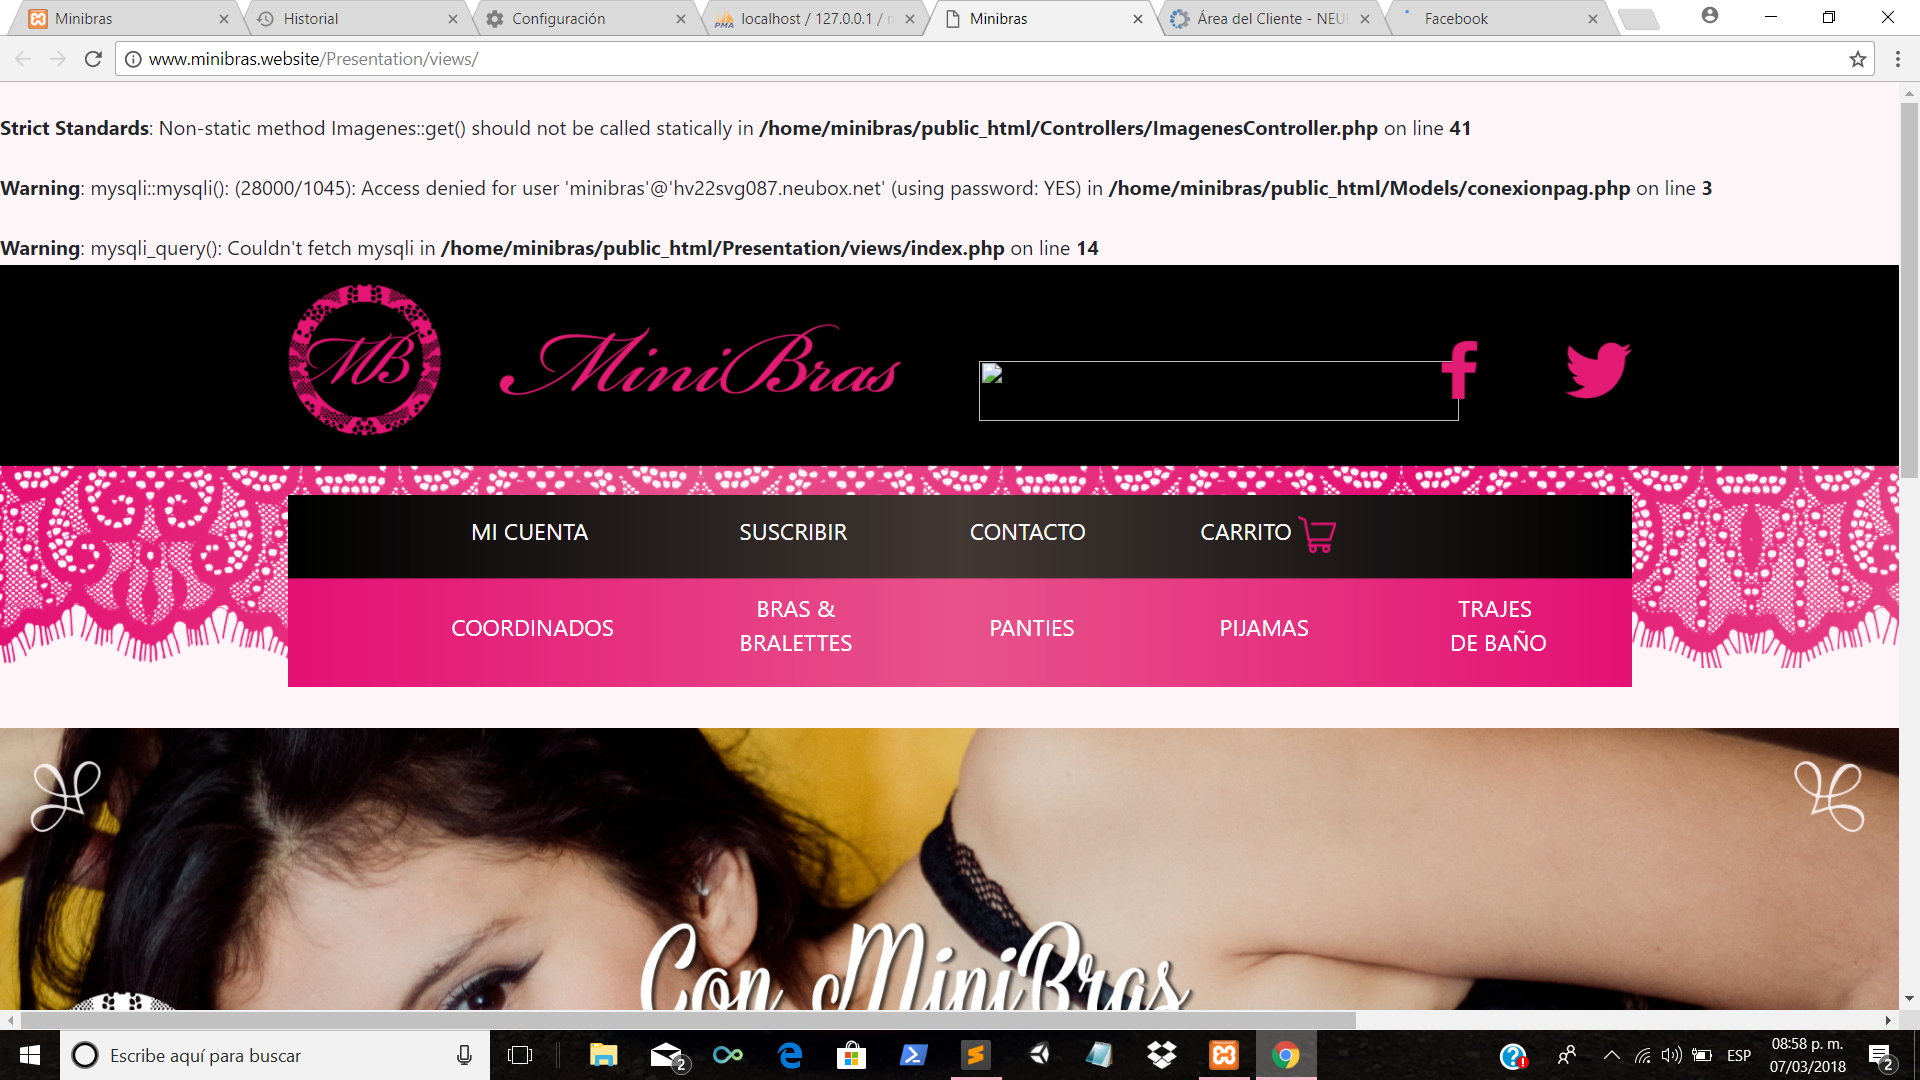 Minibras
Historial
Configuración
localhost / 127.0.0.1 /
Minibras
Área del Cliente - NEU
Facebook
www.minibras.website/Presentation/views/
Strict Standards: Non-static method Imagenes::get() should not be called statically in /home/minibras/public_html/Controllers/ImagenesController.php on line 41
Warning: mysqli::mysqli(): (28000/1045): Access denied for user 'minibras'@'hv22svg087.neubox.net' (using password: YES) in /home/minibras/public_html/Models/conexionpag.php on line 3
Warning: mysqli_query(): Couldn't fetch mysqli in /home/minibras/public_html/Presentation/views/index.php on line 14
MB
MiniBras
MI CUENTA
SUSCRIBIR
CONTACTO
CARRITO
COORDINADOS
BRAS &
BRALETTES
PANTIES
PIJAMAS
TRAJES
DE BAÑO
Con MiniBras
Escribe aquí para buscar
2
ESP
08:58 p. m.
07/03/2018
2